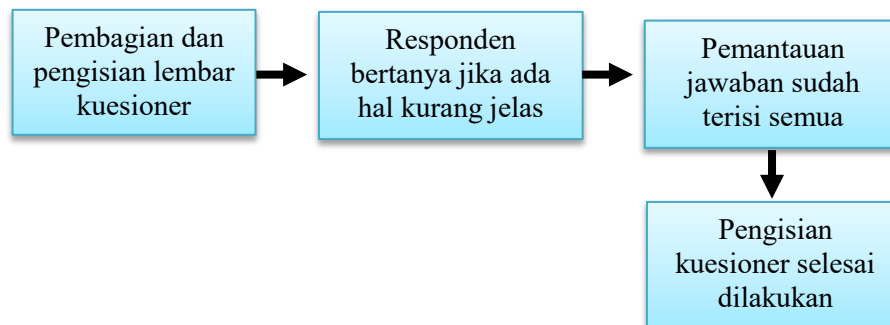 Pembagian dan
pengisian lembar
kuesioner
Responden
bertanya jika ada
hal kurang jelas
Pemantauan
jawaban sudah
terisi semua
Pengisian
kuesioner selesai
dilakukan